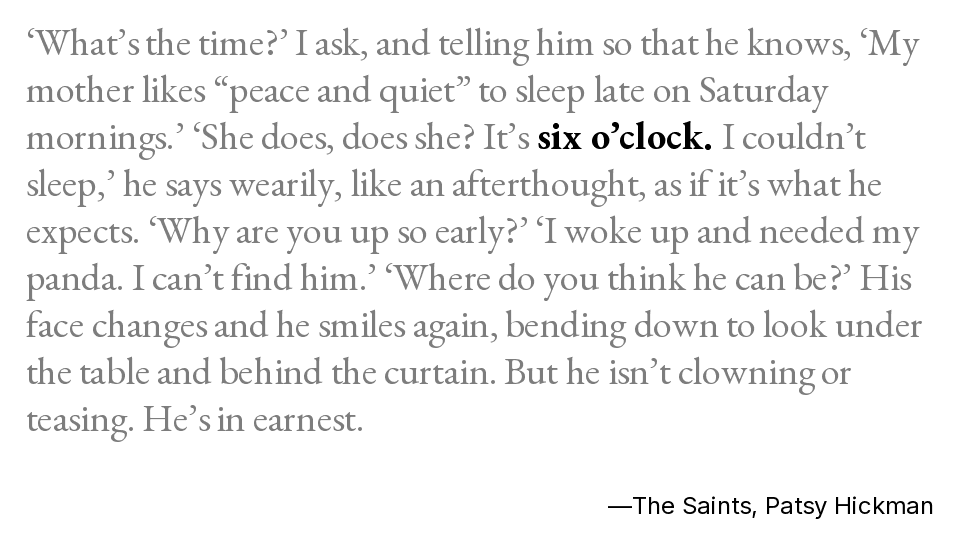 ‘What’s the time?’ I ask, and telling him so that he knows, ‘My
mother likes “peace and quiet” to sleep late on Saturday
mornings.’ ‘She does, does she? It’s six o’clock. I couldn’t
sleep,’ he says wearily, like an afterthought, as if it’s what he
expects. ‘Why are you up so early?’ ‘I woke up and needed my
panda. I can’t find him.’ ‘Where do you think he can be?’ His
face changes and he smiles again, bending down to look under
the table and behind the curtain. But he isn’t clowning or
teasing. He’s in earnest.
—The Saints, Patsy Hickman